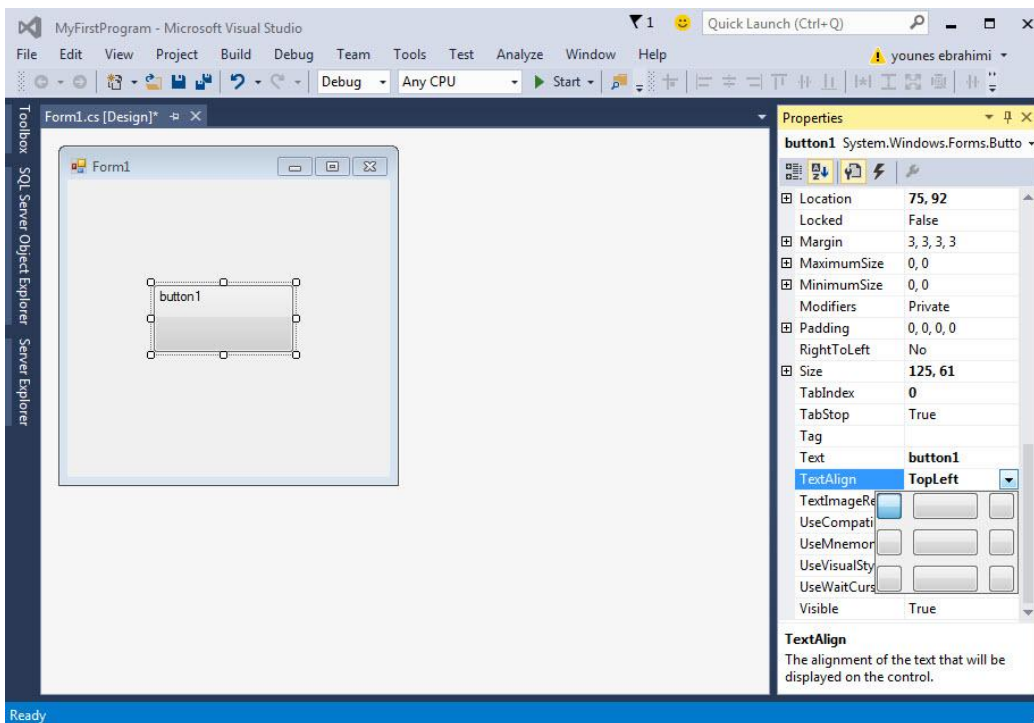 MyFirstProgram - Microsoft Visual Studio
1
Quick Launch (Ctrl+Q)
File Edit View Project Build Debug Team Tools Test Analyze Window Help
younes ebrahimi
Debug Any CPU Start
Toolbox
SQL Server Object Explorer
Server Explorer
Form1.cs [Design]*
Form1
button1
Properties
button1 System.Windows.Forms.Butto
Location 75, 92
Locked False
Margin 3, 3, 3, 3
MaximumSize 0, 0
MinimumSize 0, 0
Modifiers Private
Padding 0, 0, 0, 0
RightToLeft No
Size 125, 61
TabIndex 0
TabStop True
Tag
Text button1
TextAlign TopLeft
TextImageRe
UseCompati
UseMnemor
UseVisualSty
UseWaitCurs
Visible True
TextAlign
The alignment of the text that will be
displayed on the control.
Ready